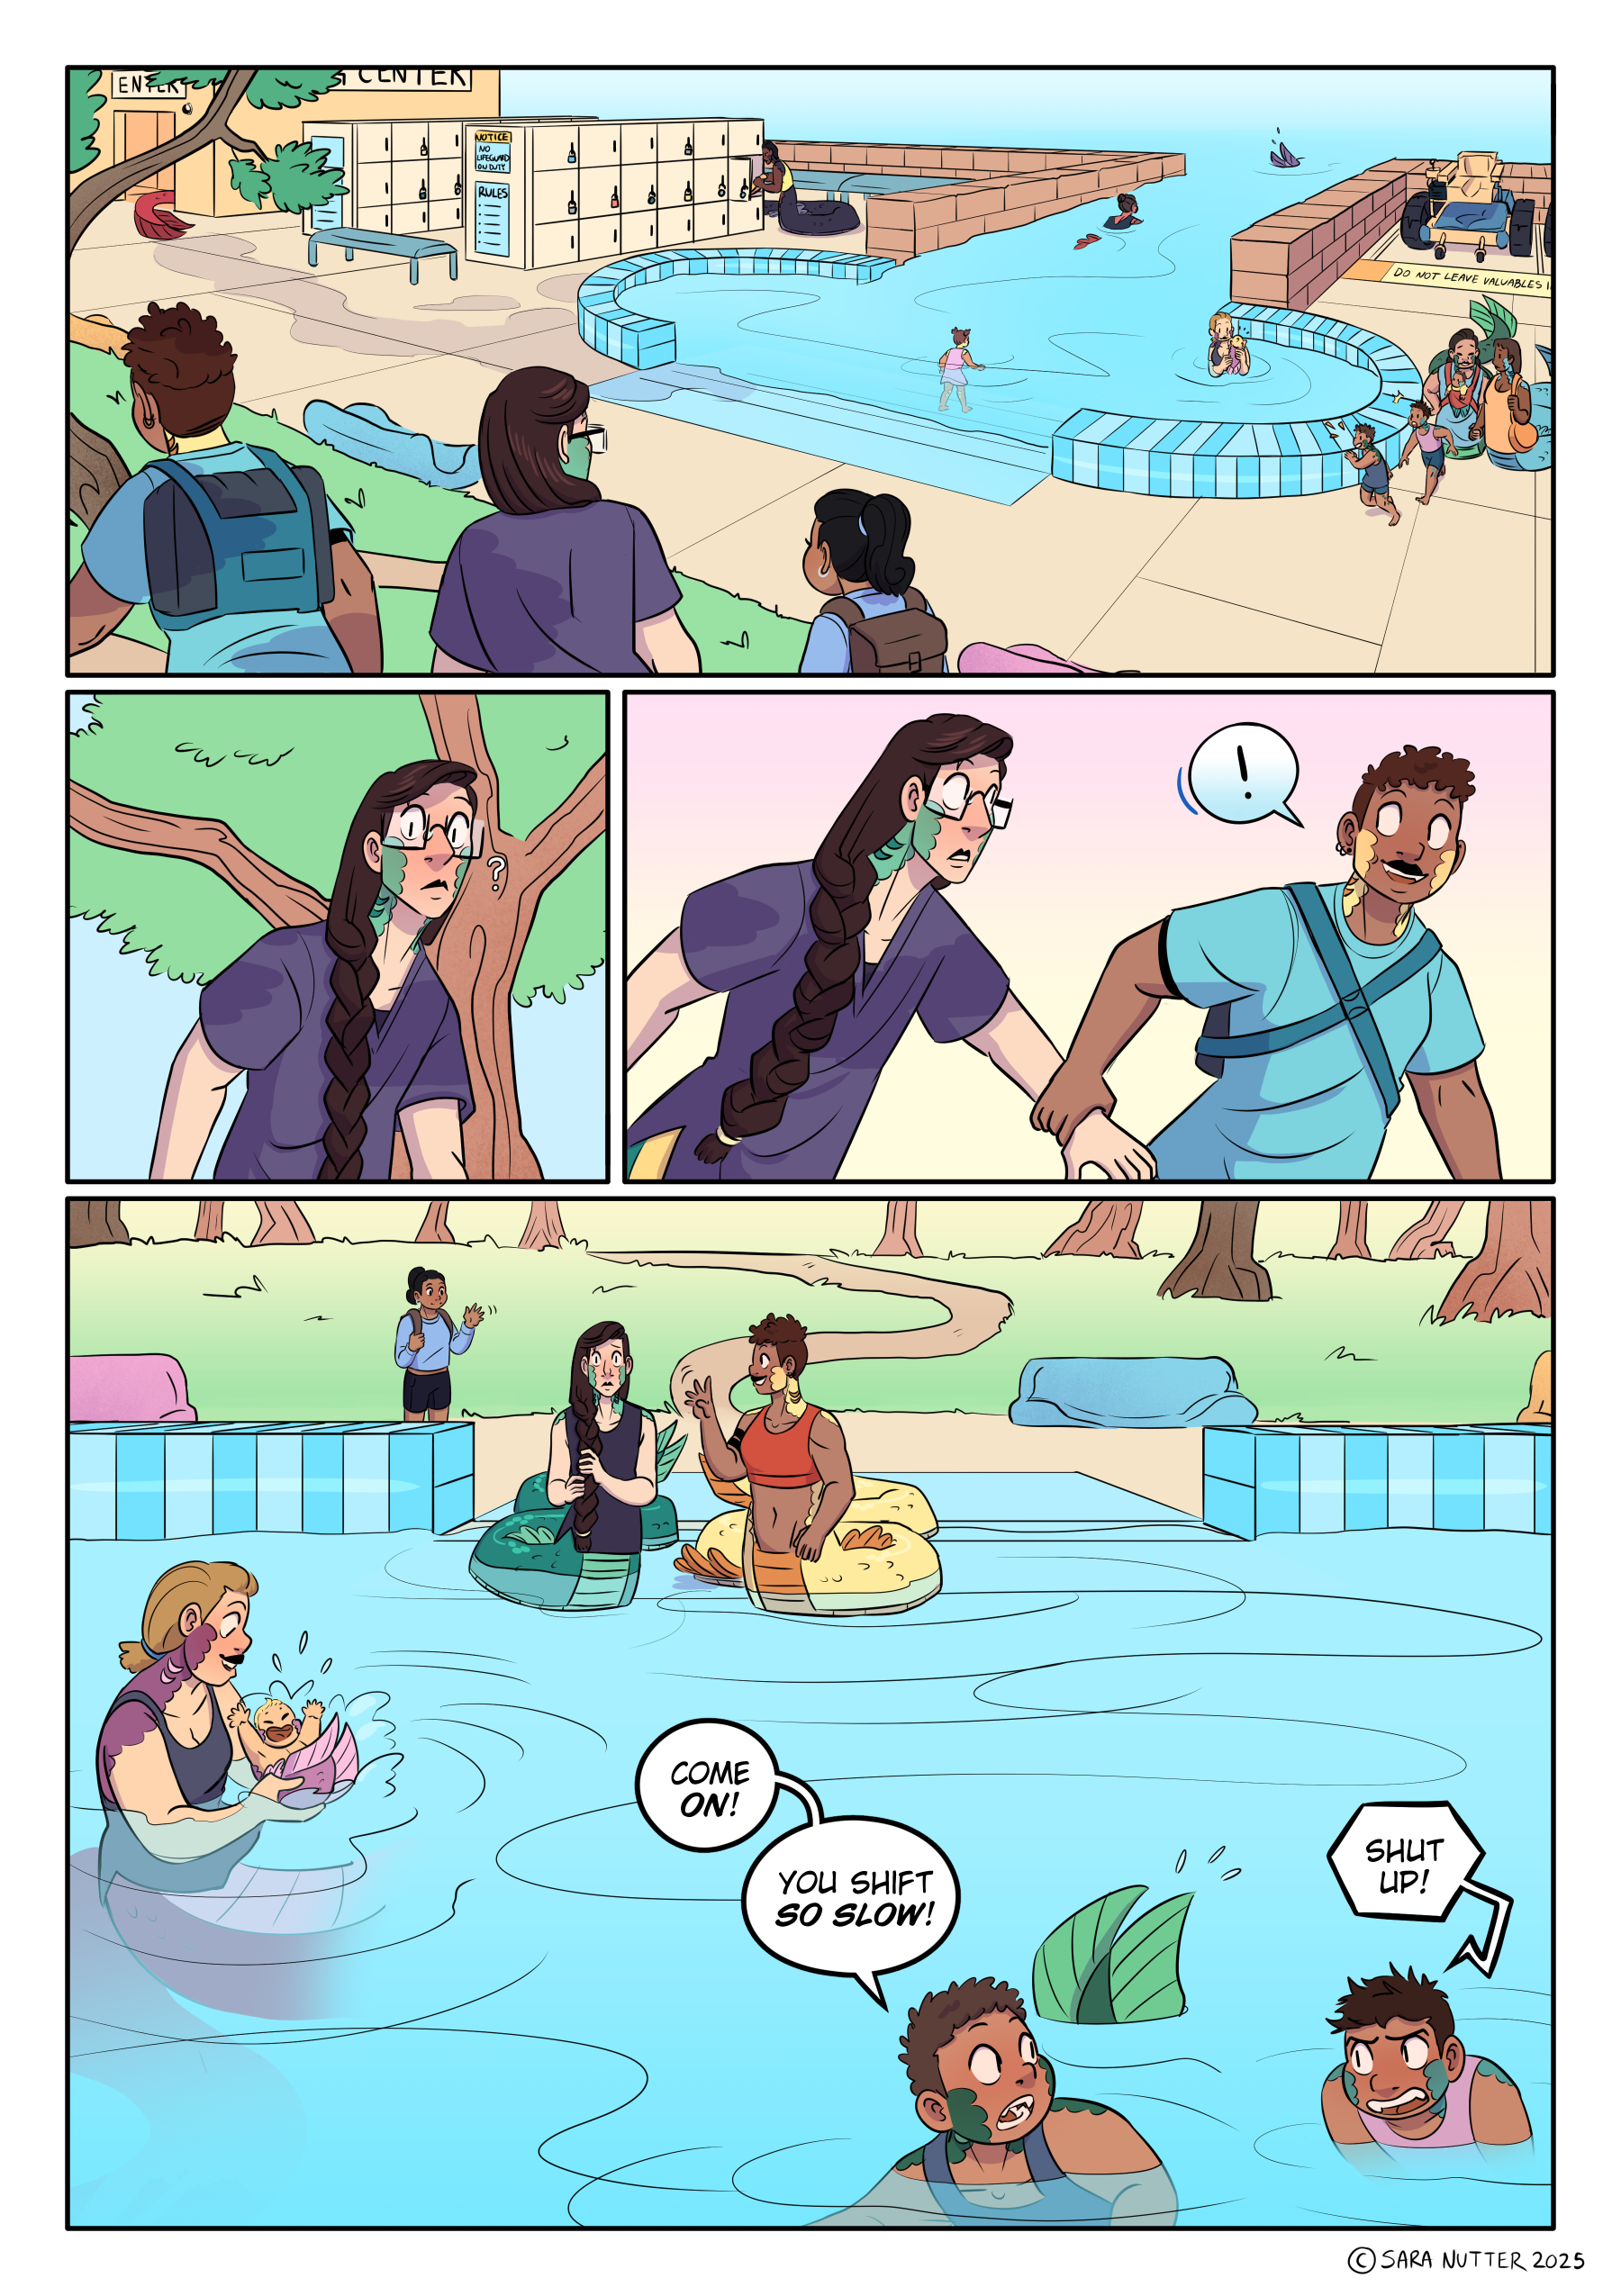 ENTER
CENTER
NOTICE
NO
LIFEGUARD
ON DUTY
RULES
DO NOT LEAVE VALUABLES
?
!
COME
ON!
YOU SHIFT
SO SLOW!
SHUT
UP!
© SARA NUTTER 2025